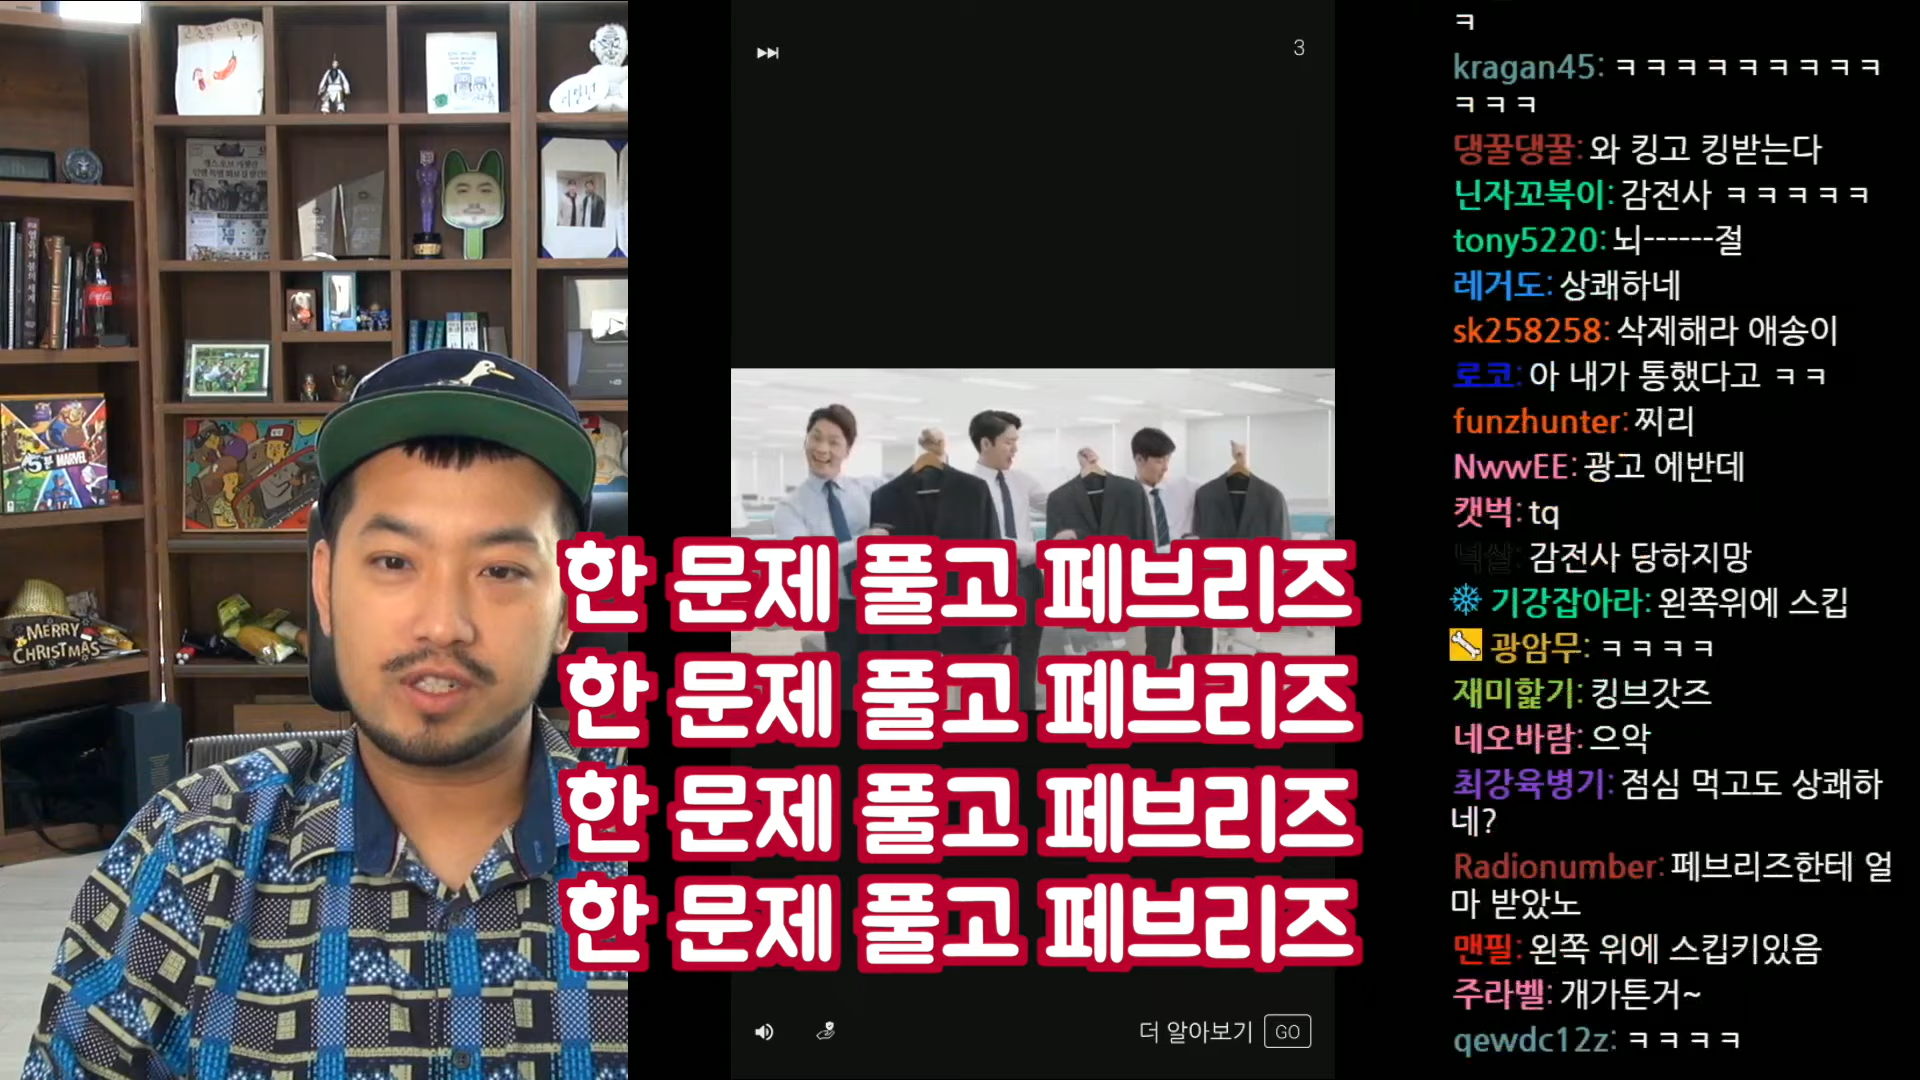 MERRY
CHRISTMAS
5분 MARVEL
3
한 문제 풀고 페브리즈
한 문제 풀고 페브리즈
한 문제 풀고 페브리즈
한 문제 풀고 페브리즈
더 알아보기 GO
ㅋ
kragan45: ㅋㅋㅋㅋㅋㅋㅋㅋㅋ
ㅋㅋㅋ
댕꿀댕꿀: 와 킹고 킹받는다
닌자꼬북이: 감전사 ㅋㅋㅋㅋㅋ
tony5220: 뇌------절
레거도: 상쾌하네
sk258258: 삭제해라 애송이
로코: 아 내가 통했다고 ㅋㅋ
funzhunter: 찌리
NwwEE: 광고 에반데
캣벅: tq
넉살: 감전사 당하지망
기강잡아라: 왼쪽위에 스킵
광암무: ㅋㅋㅋㅋ
재미핥기: 킹브갓즈
네오바람: 으악
최강육병기: 점심 먹고도 상쾌하
네?
Radionumber: 페브리즈한테 얼
마 받았노
맨필: 왼쪽 위에 스킵키있음
주라벨: 개가튼거~
qewdc12z: ㅋㅋㅋㅋ